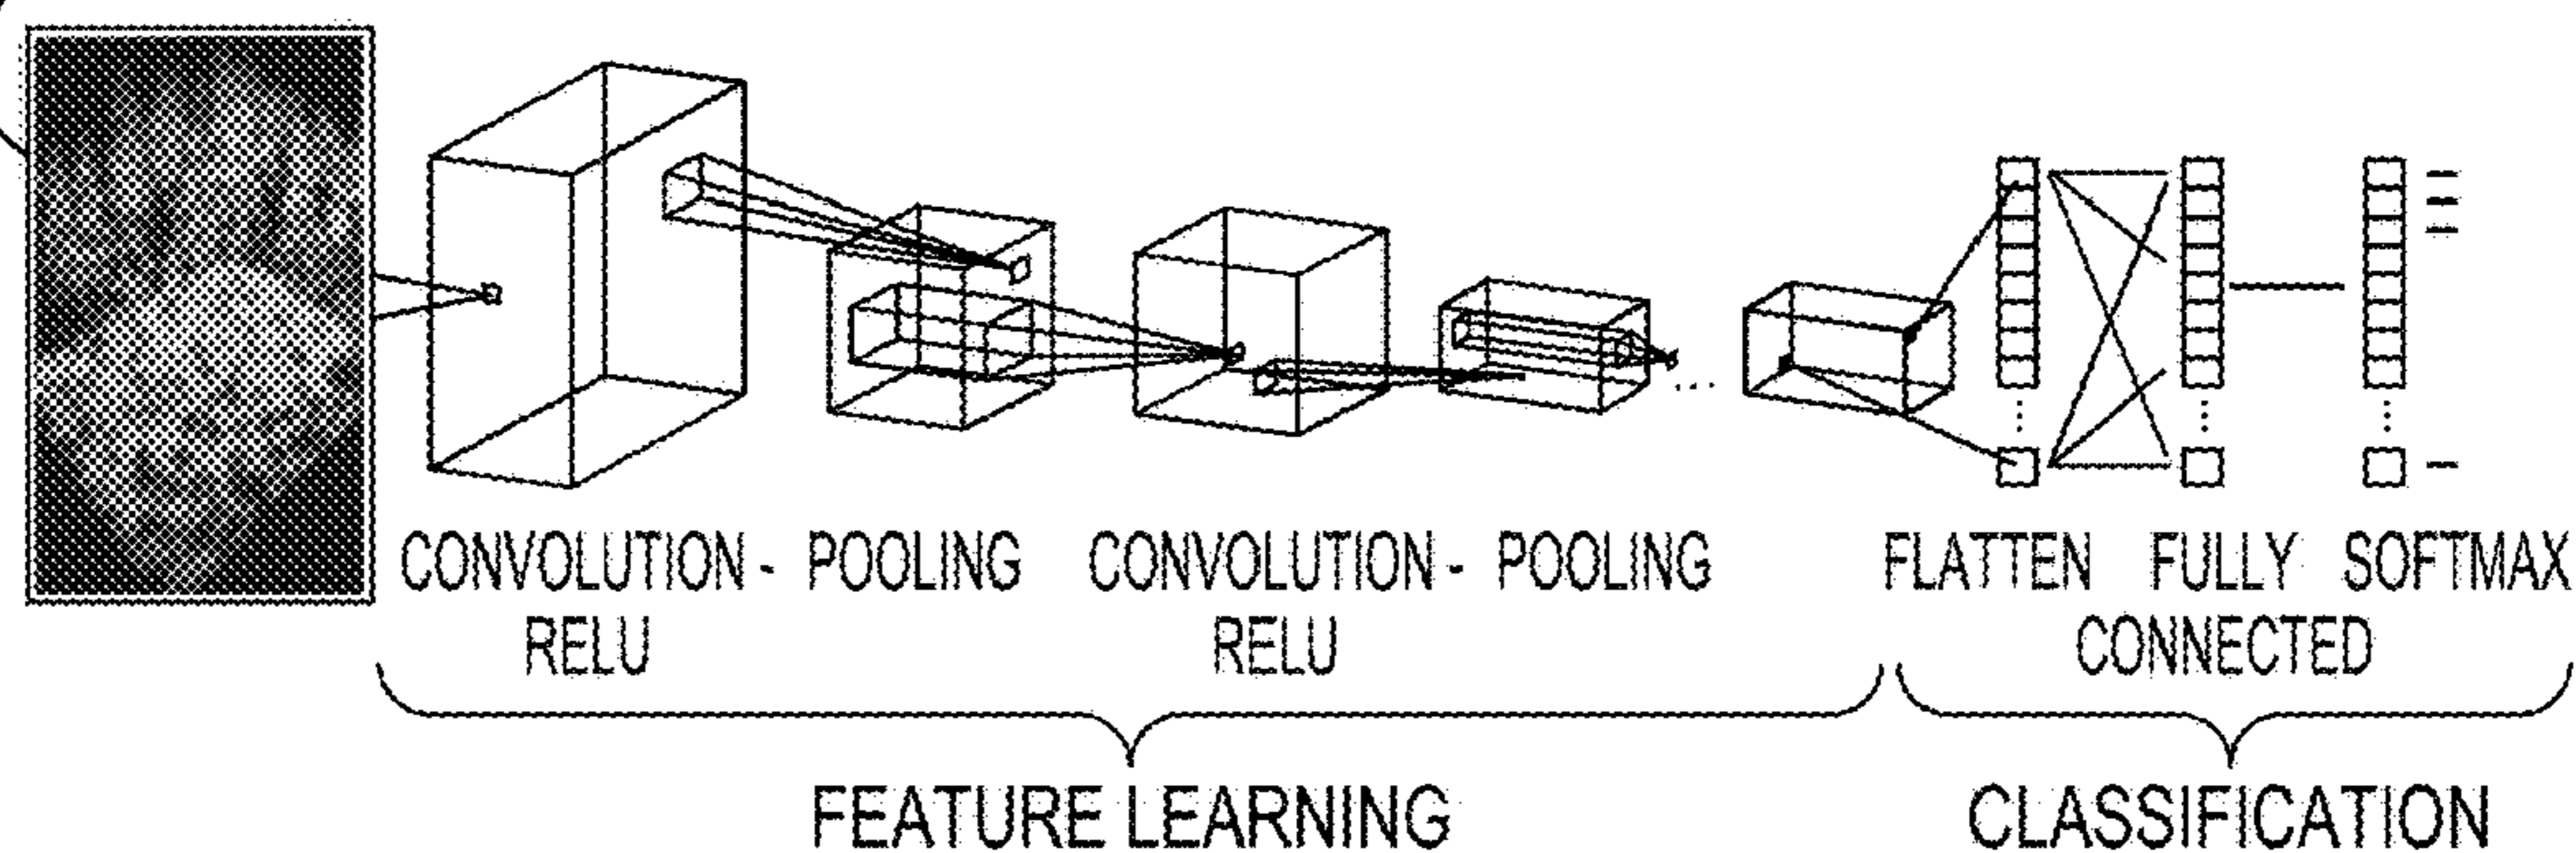 CONVOLUTION - POOLING CONVOLUTION - POOLING FLATTEN FULLY SOFTMAX
RELU RELU CONNECTED
FEATURE LEARNING CLASSIFICATION